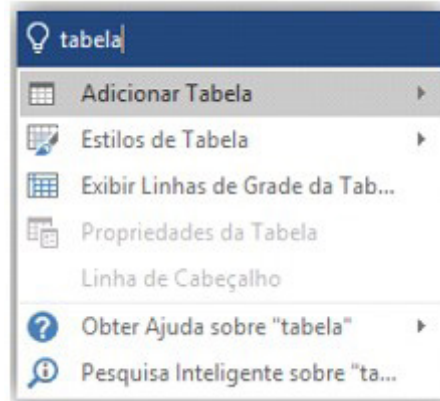 tabela
Adicionar Tabela
Estilos de Tabela
Exibir Linhas de Grade da Tab...
Propriedades da Tabela
Linha de Cabeçalho
Obter Ajuda sobre "tabela"
Pesquisa Inteligente sobre "ta...